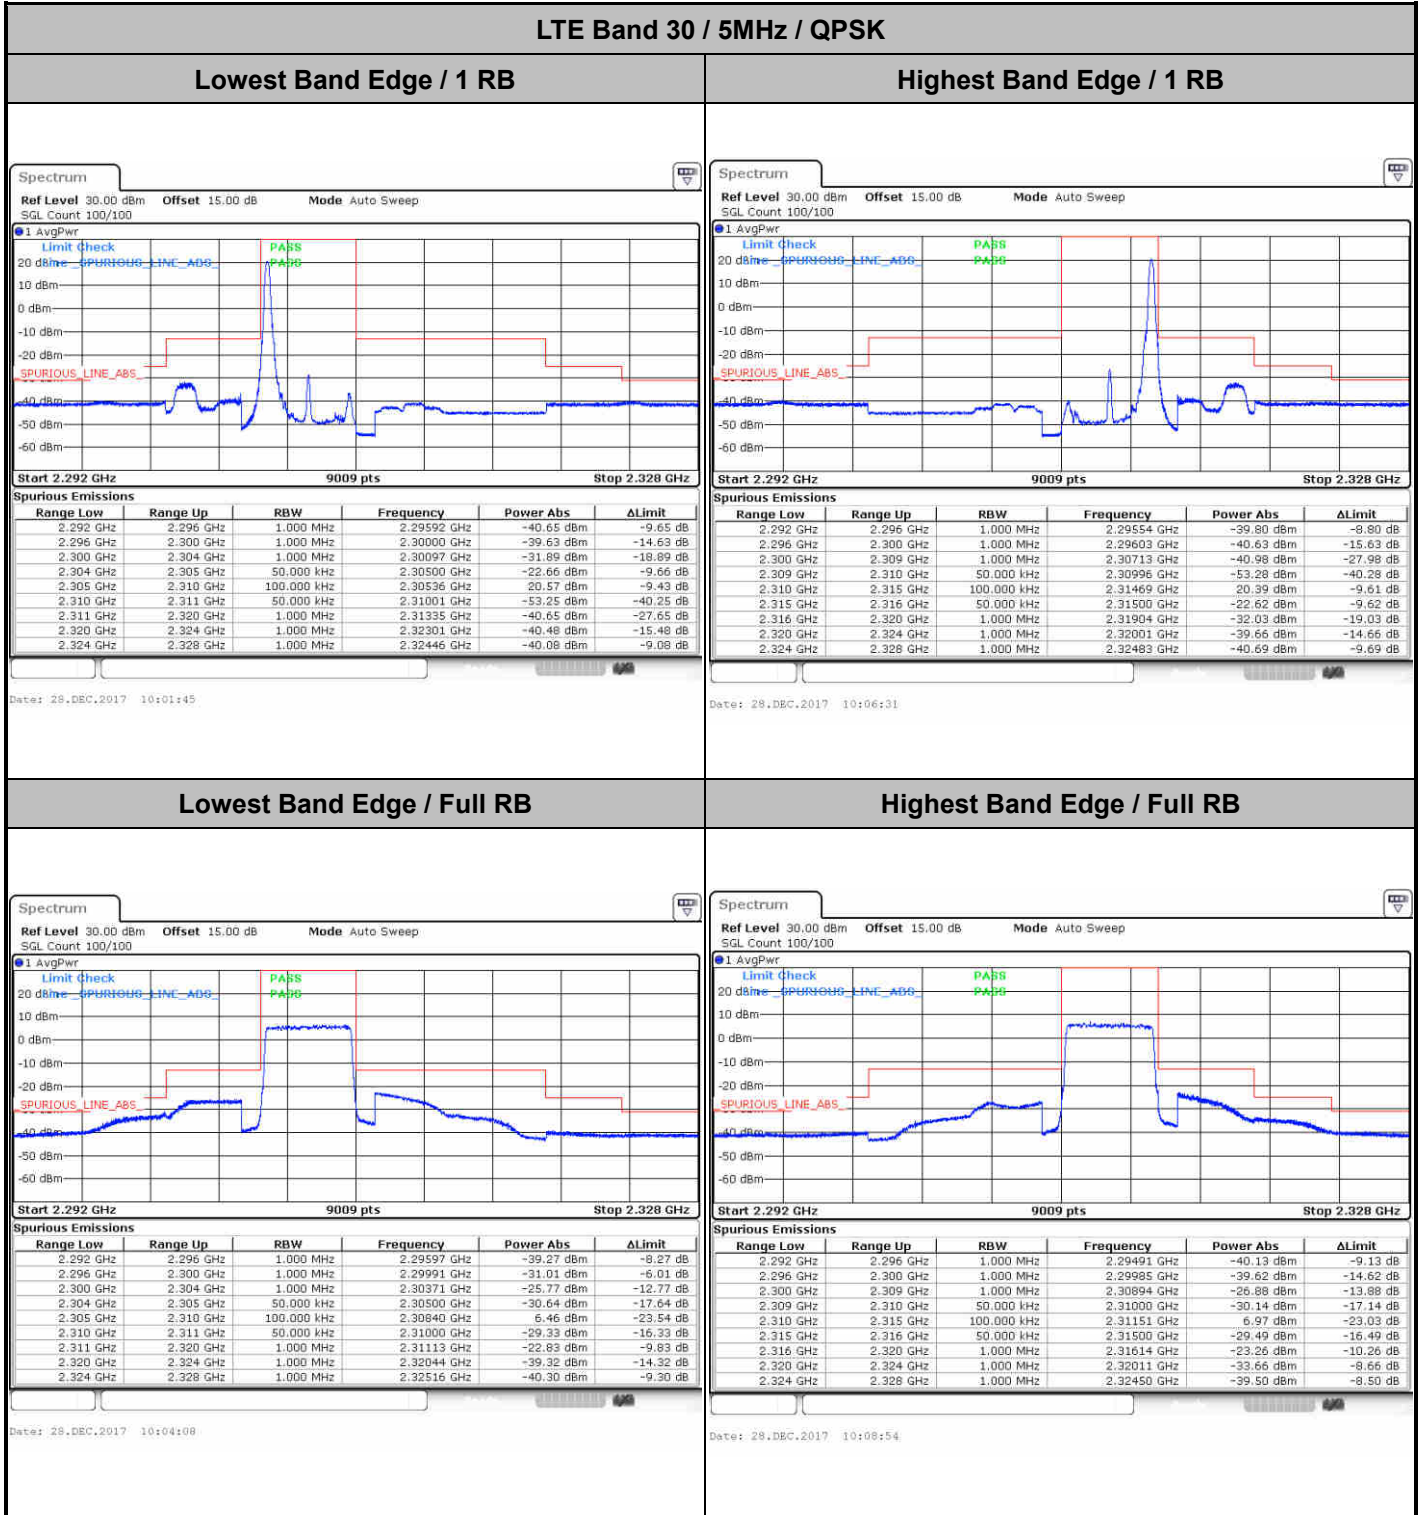 LTE Band 30 / 5MHz / QPSK
Lowest Band Edge / 1 RB
Highest Band Edge / 1 RB
Spectrum
Ref Level 30.00 dBm Offset 15.00 dB Mode Auto Sweep
SGL Count 100/100
1 AvgPwr
Limit Check PASS
Line _SPURIOUS_LINE_ABS_ PASS
20 dBm
10 dBm
0 dBm
-10 dBm
-20 dBm
_SPURIOUS_LINE_ABS_
-40 dBm
-50 dBm
-60 dBm
Start 2.292 GHz 9009 pts Stop 2.328 GHz
Spurious Emissions
Range Low Range Up RBW Frequency Power Abs ΔLimit
2.292 GHz 2.296 GHz 1.000 MHz 2.29592 GHz -40.65 dBm -9.65 dB
2.296 GHz 2.300 GHz 1.000 MHz 2.30000 GHz -39.63 dBm -14.63 dB
2.300 GHz 2.304 GHz 1.000 MHz 2.30097 GHz -31.89 dBm -18.89 dB
2.304 GHz 2.305 GHz 50.000 kHz 2.30500 GHz -22.66 dBm -9.66 dB
2.305 GHz 2.310 GHz 100.000 kHz 2.30536 GHz 20.57 dBm -9.43 dB
2.310 GHz 2.311 GHz 50.000 kHz 2.31001 GHz -53.25 dBm -40.25 dB
2.311 GHz 2.320 GHz 1.000 MHz 2.31335 GHz -40.65 dBm -27.65 dB
2.320 GHz 2.324 GHz 1.000 MHz 2.32301 GHz -40.48 dBm -15.48 dB
2.324 GHz 2.328 GHz 1.000 MHz 2.32446 GHz -40.08 dBm -9.08 dB
Date: 28.DEC.2017 10:01:45
Spectrum
Ref Level 30.00 dBm Offset 15.00 dB Mode Auto Sweep
SGL Count 100/100
1 AvgPwr
Limit Check PASS
Line _SPURIOUS_LINE_ABS_ PASS
20 dBm
10 dBm
0 dBm
-10 dBm
-20 dBm
_SPURIOUS_LINE_ABS_
-40 dBm
-50 dBm
-60 dBm
Start 2.292 GHz 9009 pts Stop 2.328 GHz
Spurious Emissions
Range Low Range Up RBW Frequency Power Abs ΔLimit
2.292 GHz 2.296 GHz 1.000 MHz 2.29554 GHz -39.80 dBm -8.80 dB
2.296 GHz 2.300 GHz 1.000 MHz 2.29603 GHz -40.63 dBm -15.63 dB
2.300 GHz 2.309 GHz 1.000 MHz 2.30713 GHz -40.98 dBm -27.98 dB
2.309 GHz 2.310 GHz 50.000 kHz 2.30996 GHz -53.28 dBm -40.28 dB
2.310 GHz 2.315 GHz 100.000 kHz 2.31469 GHz 20.39 dBm -9.61 dB
2.315 GHz 2.316 GHz 50.000 kHz 2.31500 GHz -22.62 dBm -9.62 dB
2.316 GHz 2.320 GHz 1.000 MHz 2.31904 GHz -32.03 dBm -19.03 dB
2.320 GHz 2.324 GHz 1.000 MHz 2.32001 GHz -39.66 dBm -14.66 dB
2.324 GHz 2.328 GHz 1.000 MHz 2.32483 GHz -40.69 dBm -9.69 dB
Date: 28.DEC.2017 10:06:31
Lowest Band Edge / Full RB
Highest Band Edge / Full RB
Spectrum
Ref Level 30.00 dBm Offset 15.00 dB Mode Auto Sweep
SGL Count 100/100
1 AvgPwr
Limit Check PASS
Line _SPURIOUS_LINE_ABS_ PASS
20 dBm
10 dBm
0 dBm
-10 dBm
-20 dBm
_SPURIOUS_LINE_ABS_
-40 dBm
-50 dBm
-60 dBm
Start 2.292 GHz 9009 pts Stop 2.328 GHz
Spurious Emissions
Range Low Range Up RBW Frequency Power Abs ΔLimit
2.292 GHz 2.296 GHz 1.000 MHz 2.29597 GHz -39.27 dBm -8.27 dB
2.296 GHz 2.300 GHz 1.000 MHz 2.29991 GHz -31.01 dBm -6.01 dB
2.300 GHz 2.304 GHz 1.000 MHz 2.30371 GHz -25.77 dBm -12.77 dB
2.304 GHz 2.305 GHz 50.000 kHz 2.30500 GHz -30.64 dBm -17.64 dB
2.305 GHz 2.310 GHz 100.000 kHz 2.30840 GHz 6.46 dBm -23.54 dB
2.310 GHz 2.311 GHz 50.000 kHz 2.31000 GHz -29.33 dBm -16.33 dB
2.311 GHz 2.320 GHz 1.000 MHz 2.31113 GHz -22.83 dBm -9.83 dB
2.320 GHz 2.324 GHz 1.000 MHz 2.32044 GHz -39.32 dBm -14.32 dB
2.324 GHz 2.328 GHz 1.000 MHz 2.32516 GHz -40.30 dBm -9.30 dB
Date: 28.DEC.2017 10:04:08
Spectrum
Ref Level 30.00 dBm Offset 15.00 dB Mode Auto Sweep
SGL Count 100/100
1 AvgPwr
Limit Check PASS
Line _SPURIOUS_LINE_ABS_ PASS
20 dBm
10 dBm
0 dBm
-10 dBm
-20 dBm
_SPURIOUS_LINE_ABS_
-40 dBm
-50 dBm
-60 dBm
Start 2.292 GHz 9009 pts Stop 2.328 GHz
Spurious Emissions
Range Low Range Up RBW Frequency Power Abs ΔLimit
2.292 GHz 2.296 GHz 1.000 MHz 2.29491 GHz -40.13 dBm -9.13 dB
2.296 GHz 2.300 GHz 1.000 MHz 2.29985 GHz -39.62 dBm -14.62 dB
2.300 GHz 2.309 GHz 1.000 MHz 2.30894 GHz -26.88 dBm -13.88 dB
2.309 GHz 2.310 GHz 50.000 kHz 2.31000 GHz -30.14 dBm -17.14 dB
2.310 GHz 2.315 GHz 100.000 kHz 2.31151 GHz 6.97 dBm -23.03 dB
2.315 GHz 2.316 GHz 50.000 kHz 2.31500 GHz -29.49 dBm -16.49 dB
2.316 GHz 2.320 GHz 1.000 MHz 2.31614 GHz -23.26 dBm -10.26 dB
2.320 GHz 2.324 GHz 1.000 MHz 2.32011 GHz -33.66 dBm -8.66 dB
2.324 GHz 2.328 GHz 1.000 MHz 2.32450 GHz -39.50 dBm -8.50 dB
Date: 28.DEC.2017 10:08:54